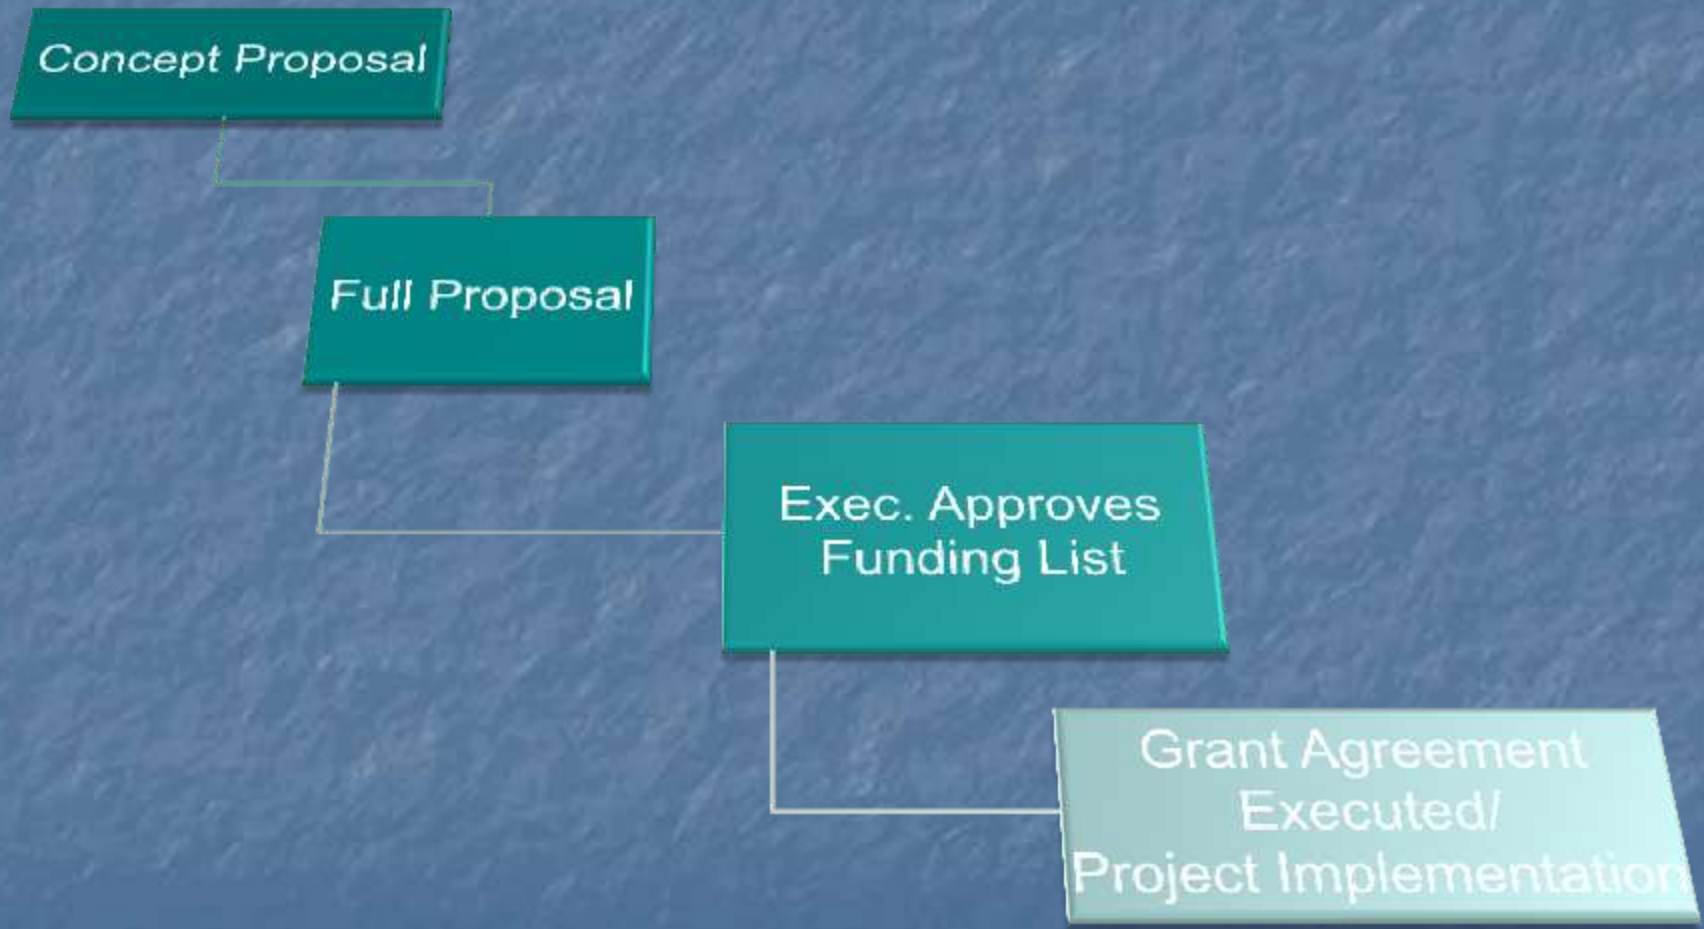 Concept Proposal
Full Proposal
Exec. Approves
Funding List
Grant Agreement
Executed/
Project Implementation